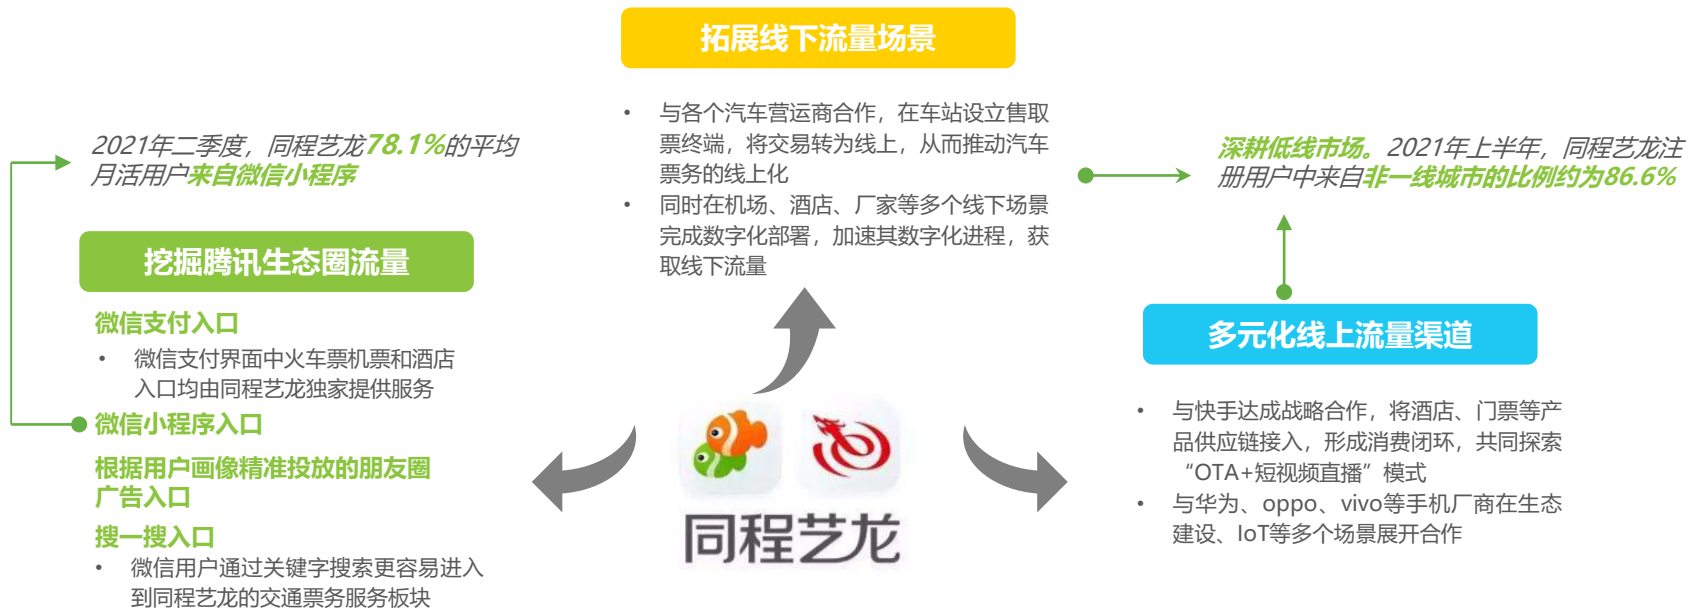 拓展线下流量场景
• 与各个汽车营运商合作，在车站设立售取
票终端，将交易转为线上，从而推动汽车
票务的线上化
• 同时在机场、酒店、厂家等多个线下场景
完成数字化部署，加速其数字化进程，获
取线下流量
2021年二季度，同程艺龙78.1%的平均
月活用户来自微信小程序
挖掘腾讯生态圈流量
微信支付入口
• 微信支付界面中火车票机票和酒店
入口均由同程艺龙独家提供服务
微信小程序入口
根据用户画像精准投放的朋友圈
广告入口
搜一搜入口
• 微信用户通过关键字搜索更容易进入
到同程艺龙的交通票务服务板块
同程艺龙
深耕低线市场。2021年上半年，同程艺龙注
册用户中来自非一线城市的比例约为86.6%
多元化线上流量渠道
• 与快手达成战略合作，将酒店、门票等产
品供应链接入，形成消费闭环，共同探索
“OTA+短视频直播”模式
• 与华为、oppo、vivo等手机厂商在生态
建设、IoT等多个场景展开合作